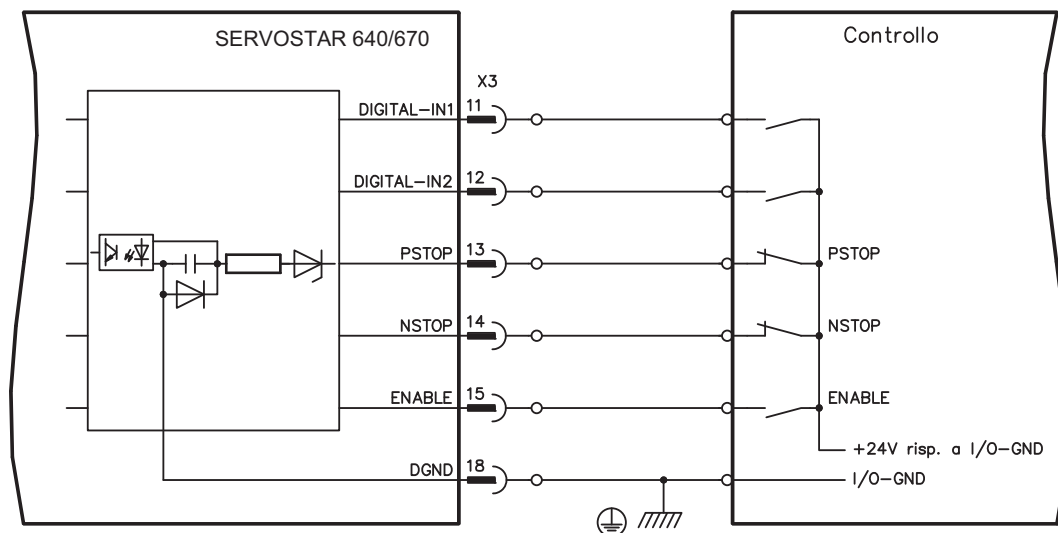 SERVOSTAR 640/670
Controllo
X3
DIGITAL-IN1 11
DIGITAL-IN2 12
PSTOP 13 PSTOP
NSTOP 14 NSTOP
ENABLE 15 ENABLE
+24V risp. a I/O-GND
DGND 18 I/O-GND